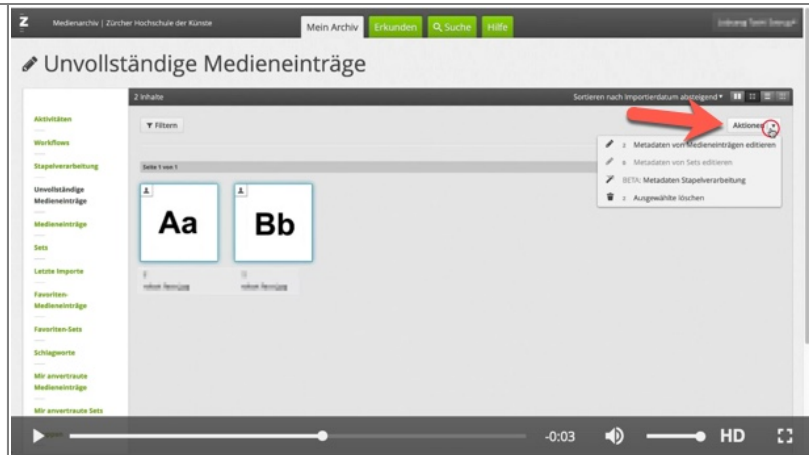 Z Medienarchiv | Zürcher Hochschule der Künste Mein Archiv Erkunden Suche Hilfe
Unvollständige Medieneinträge
2 Inhalte Sortieren nach Importierdatum absteigend
Filtern Aktionen
2 Metadaten von Medieneinträgen editieren
0 Metadaten von Sets editieren
BETA: Metadaten Stapelverarbeitung
2 Ausgewählte löschen
Seite 1 von 1
Aa Bb
Aktivitäten
Workflows
Stapelverarbeitung
Unvollständige
Medieneinträge
Medieneinträge
Sets
Letzte Importe
Favoriten-
Medieneinträge
Favoriten-Sets
Schlagworte
Mir anvertraute
Medieneinträge
Mir anvertraute Sets
-0:03 HD